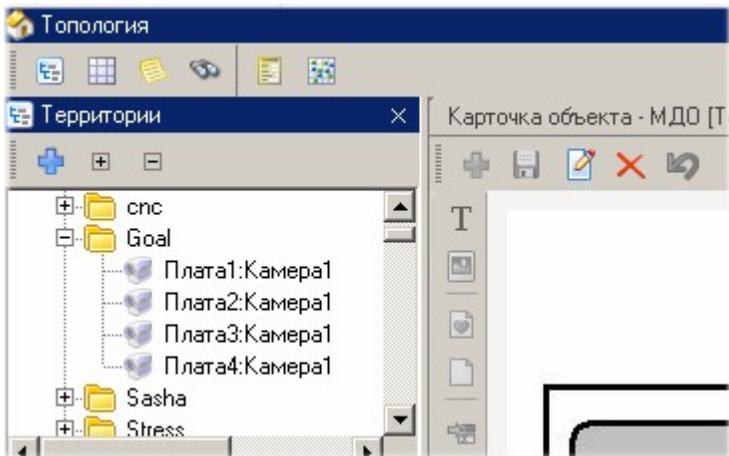 Топология
Территории
Карточка объекта - МДО [Т
cnc
Goal
Плата1:Камера1
Плата2:Камера1
Плата3:Камера1
Плата4:Камера1
Sasha
Stress
T